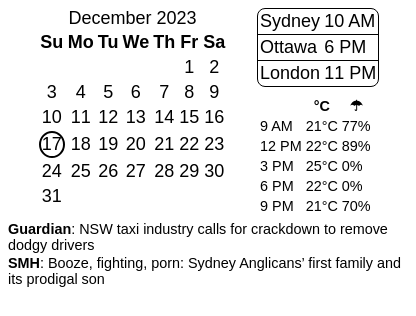 December 2023
Su Mo Tu We Th Fr Sa
1 2
3 4 5 6 7 8 9
10 11 12 13 14 15 16
17 18 19 20 21 22 23
24 25 26 27 28 29 30
31
Sydney 10 AM
Ottawa 6 PM
London 11 PM
°C ☂
9 AM 21°C 77%
12 PM 22°C 89%
3 PM 25°C 0%
6 PM 22°C 0%
9 PM 21°C 70%
Guardian: NSW taxi industry calls for crackdown to remove
dodgy drivers
SMH: Booze, fighting, porn: Sydney Anglicans’ first family and
its prodigal son